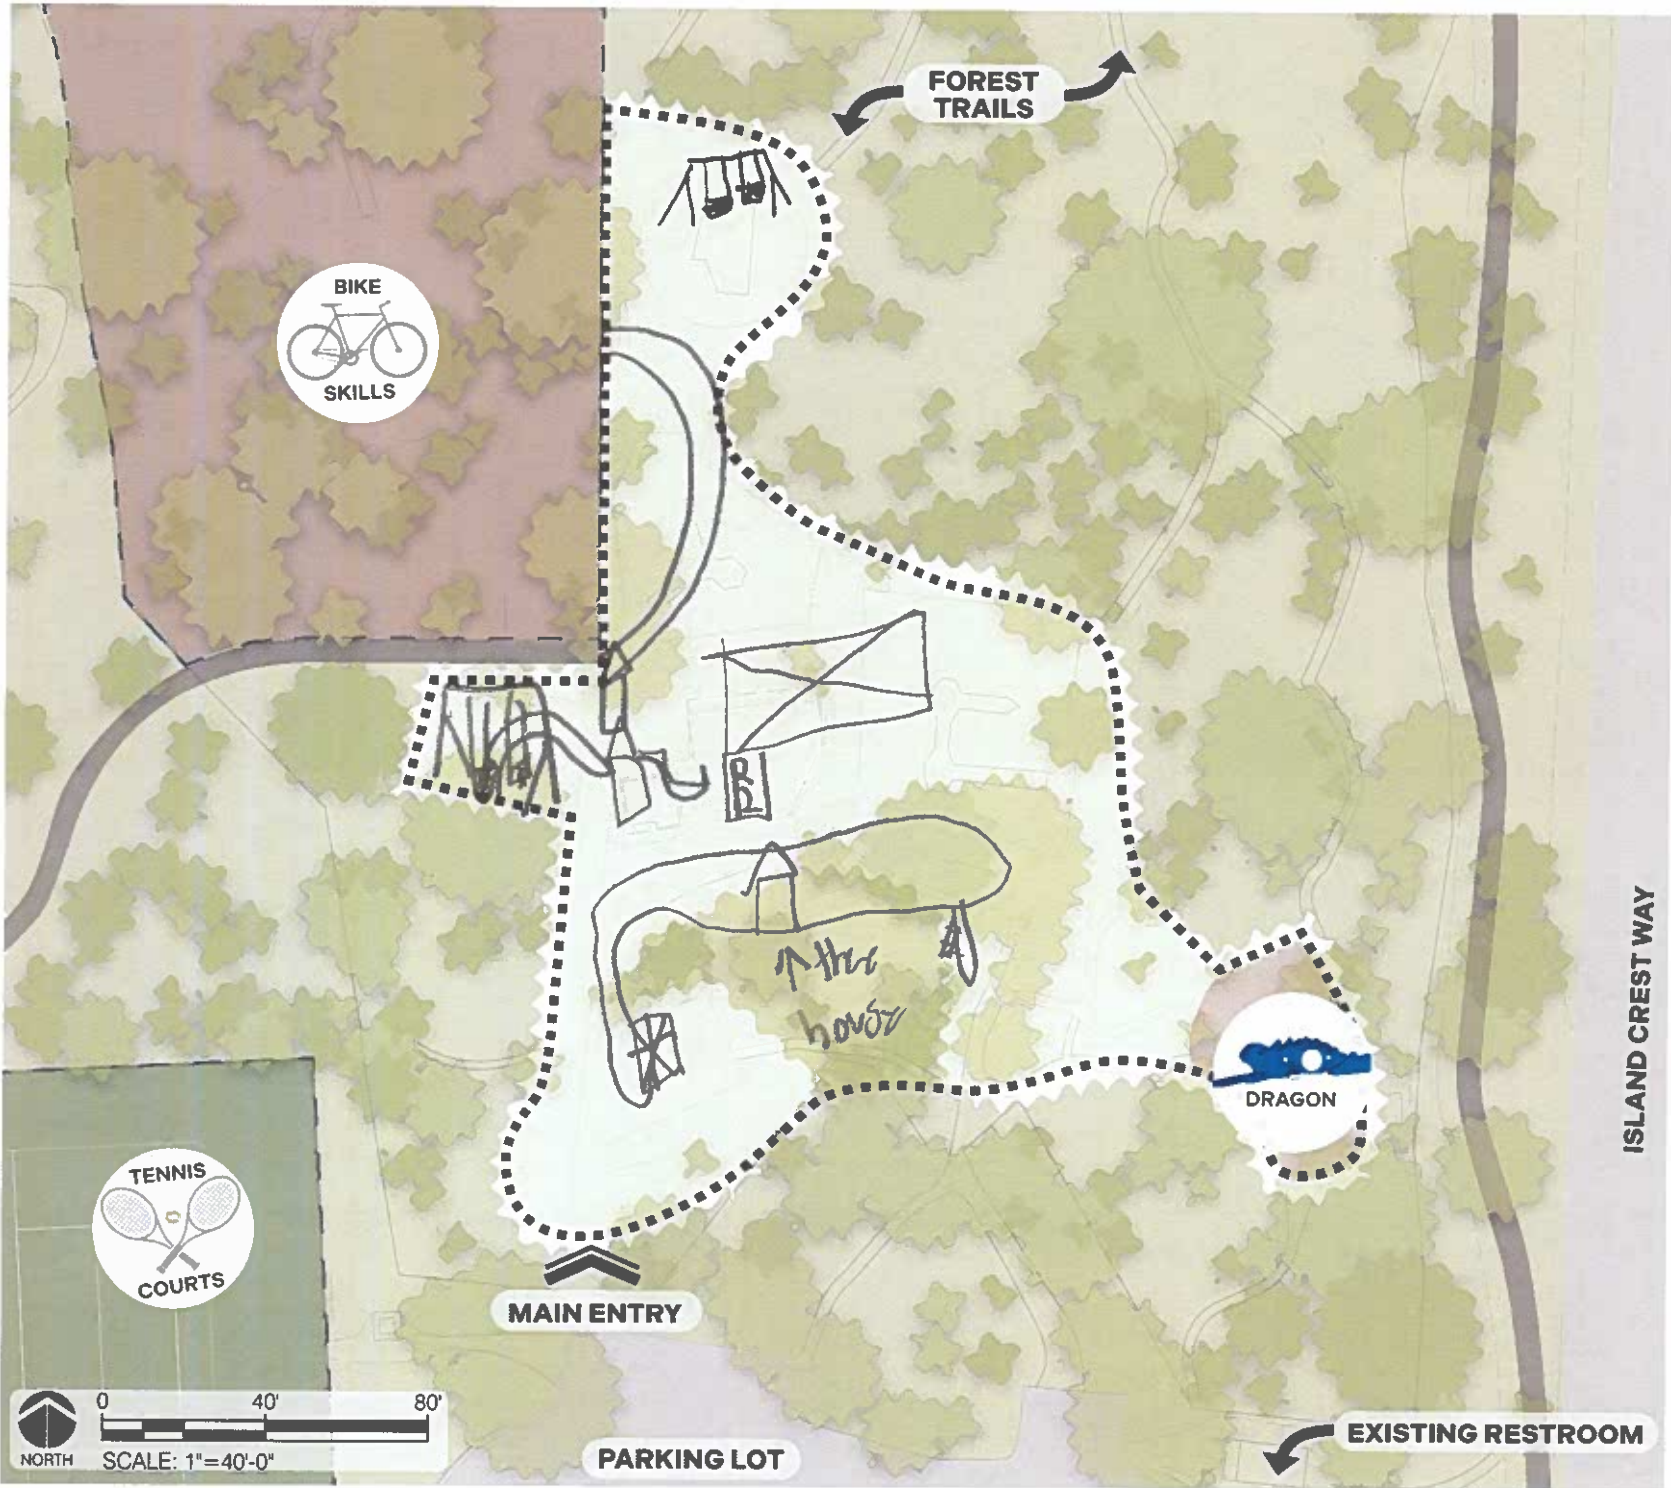 FOREST
TRAILS
BIKE
SKILLS
house
DRAGON
ISLAND CREST WAY
TENNIS
COURTS
MAIN ENTRY
0 40' 80'
NORTH
SCALE: 1"=40'-0"
PARKING LOT
EXISTING RESTROOM